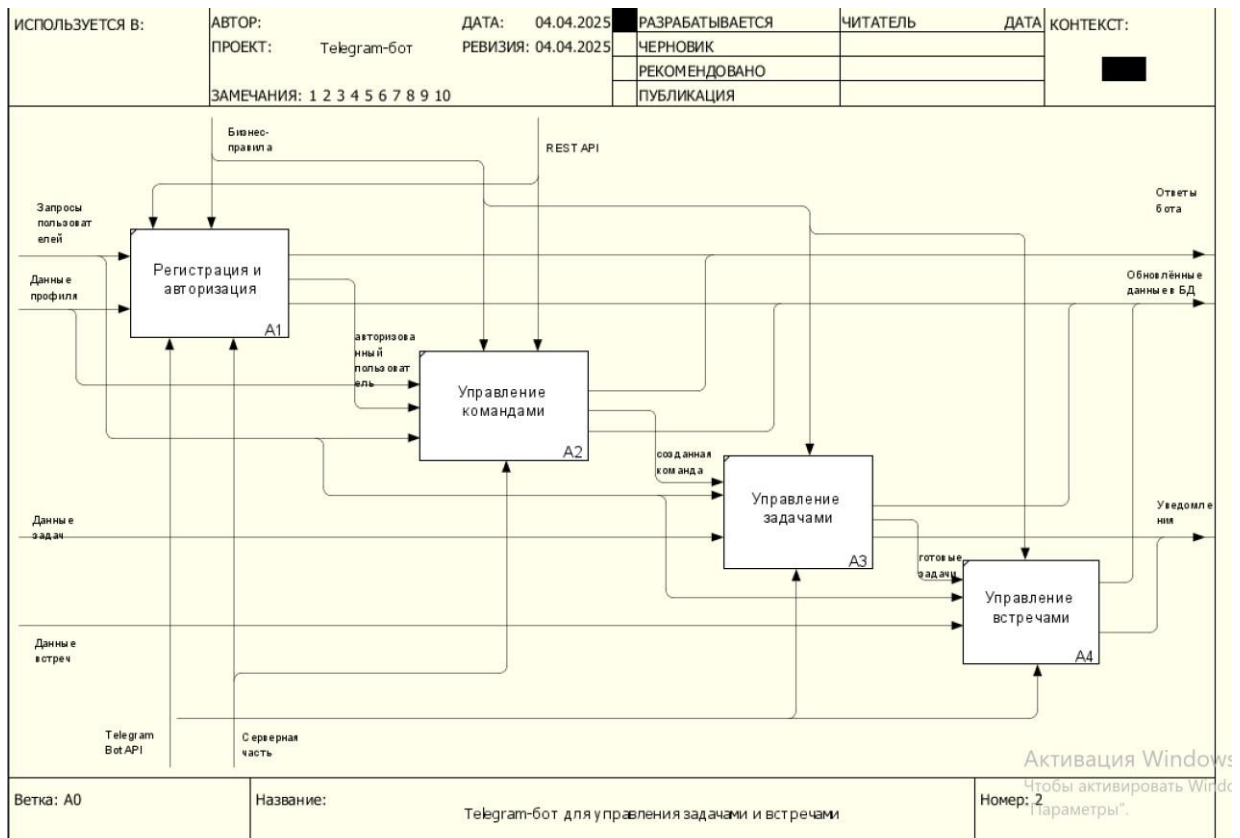 ИСПОЛЬЗУЕТСЯ В:
АВТОР:
ДАТА: 04.04.2025
РАЗРАБАТЫВАЕТСЯ
ЧИТАТЕЛЬ
ДАТА
КОНТЕКСТ:
ПРОЕКТ: Telegram-бот
РЕВИЗИЯ: 04.04.2025
ЧЕРНОВИК
РЕКОМЕНДОВАНО
ЗАМЕЧАНИЯ: 1 2 3 4 5 6 7 8 9 10
ПУБЛИКАЦИЯ
Бизнес-
правила
REST API
Запросы
пользоват
елей
Ответы
бота
Данные
профиля
Регистрация и
авторизация
A1
Обновлённые
данные в БД
авторизова
нный
пользоват
ель
Управление
командами
A2
созданная
команда
Управление
задачами
A3
Данные
задач
Уведомле
ния
готовые
задачи
Управление
встречами
A4
Данные
встреч
Telegram
Bot API
Серверная
часть
Активация Windows
Чтобы активировать Windo
"Параметры".
Ветка: A0
Название:
Telegram-бот для управления задачами и встречами
Номер: 2